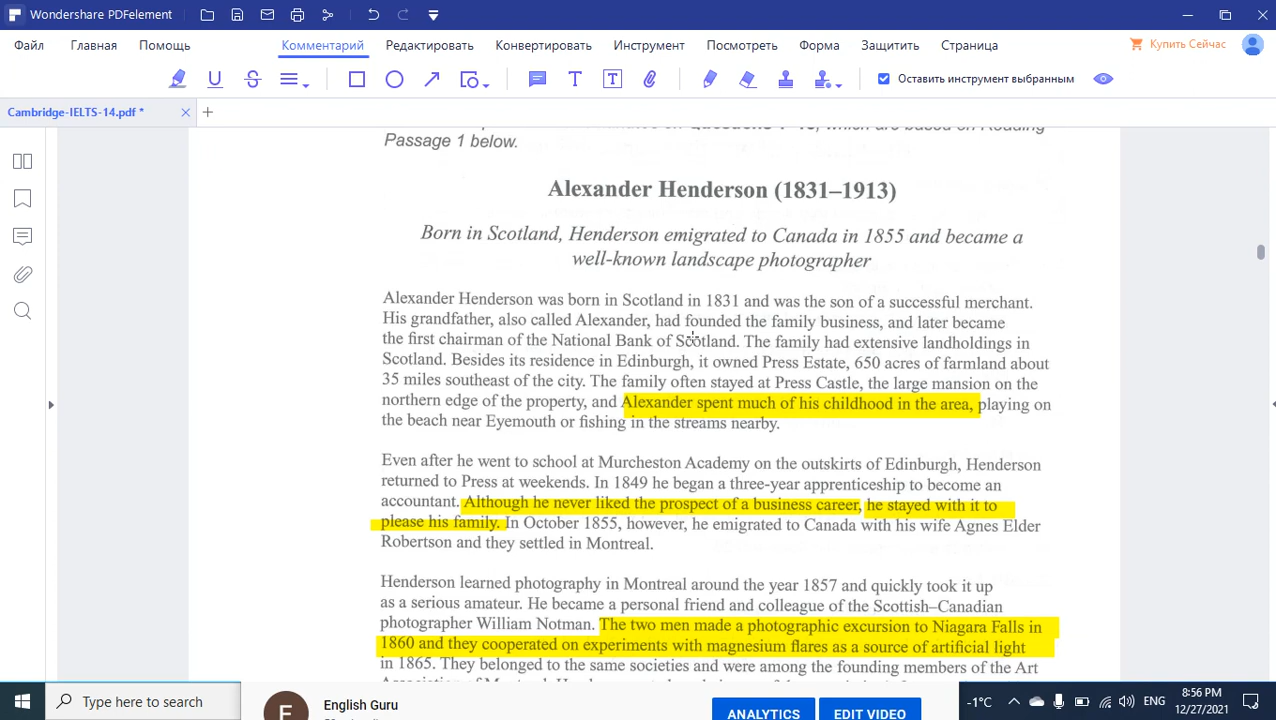 Wondershare PDFelement
Файл Главная Помощь Комментарий Редактировать Конвертировать Инструмент Посмотреть Форма Защитить Страница Купить Сейчас
Оставить инструмент выбранным
Cambridge-IELTS-14.pdf *
Passage 1 below.
Alexander Henderson (1831–1913)
Born in Scotland, Henderson emigrated to Canada in 1855 and became a
well-known landscape photographer
Alexander Henderson was born in Scotland in 1831 and was the son of a successful merchant.
His grandfather, also called Alexander, had founded the family business, and later became
the first chairman of the National Bank of Scotland. The family had extensive landholdings in
Scotland. Besides its residence in Edinburgh, it owned Press Estate, 650 acres of farmland about
35 miles southeast of the city. The family often stayed at Press Castle, the large mansion on the
northern edge of the property, and Alexander spent much of his childhood in the area, playing on
the beach near Eyemouth or fishing in the streams nearby.
Even after he went to school at Murcheston Academy on the outskirts of Edinburgh, Henderson
returned to Press at weekends. In 1849 he began a three-year apprenticeship to become an
accountant. Although he never liked the prospect of a business career, he stayed with it to
please his family. In October 1855, however, he emigrated to Canada with his wife Agnes Elder
Robertson and they settled in Montreal.
Henderson learned photography in Montreal around the year 1857 and quickly took it up
as a serious amateur. He became a personal friend and colleague of the Scottish–Canadian
photographer William Notman. The two men made a photographic excursion to Niagara Falls in
1860 and they cooperated on experiments with magnesium flares as a source of artificial light
in 1865. They belonged to the same societies and were among the founding members of the Art
Type here to search
E
English Guru
ANALYTICS
EDIT VIDEO
-1°C
ENG
8:56 PM
12/27/2021